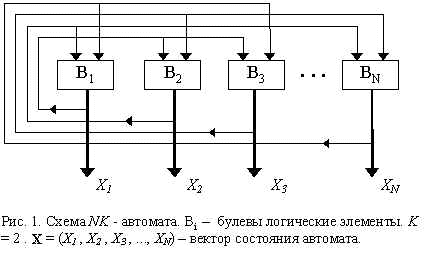 B1 B2 B3 . . . BN
X1 X2 X3 XN
Рис. 1. Схема NK - автомата. Bi – булевы логические элементы. K
= 2 . X = (X1 , X2 , X3 , ..., XN) – вектор состояния автомата.